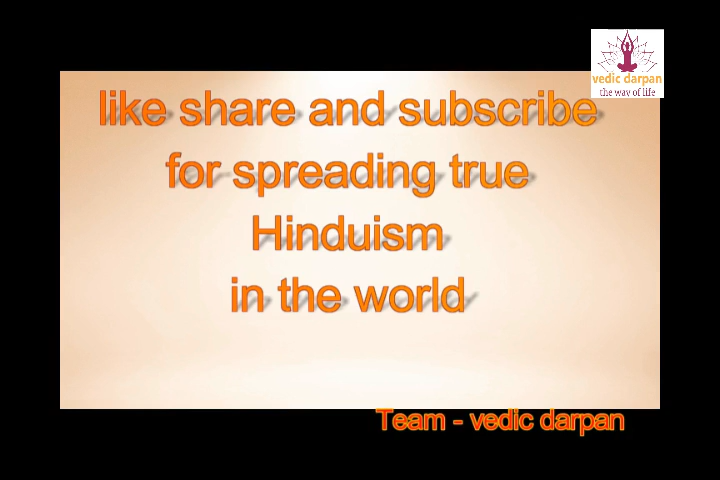 vedic darpan
the way of life
like share and subscribe
for spreading true
Hinduism
in the world
Team - vedic darpan